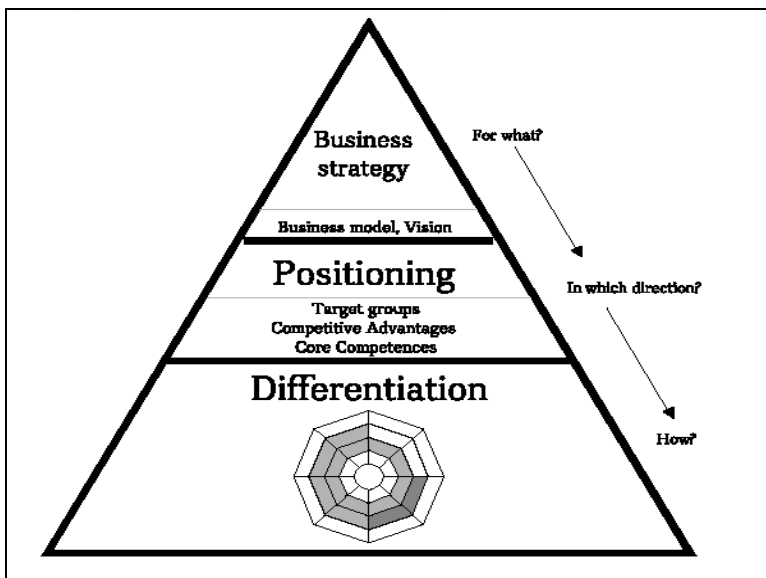 Business
strategy
For what?
Business model, Vision
Positioning
In which direction?
Target groups
Competitive Advantages
Core Competences
Differentiation
How?